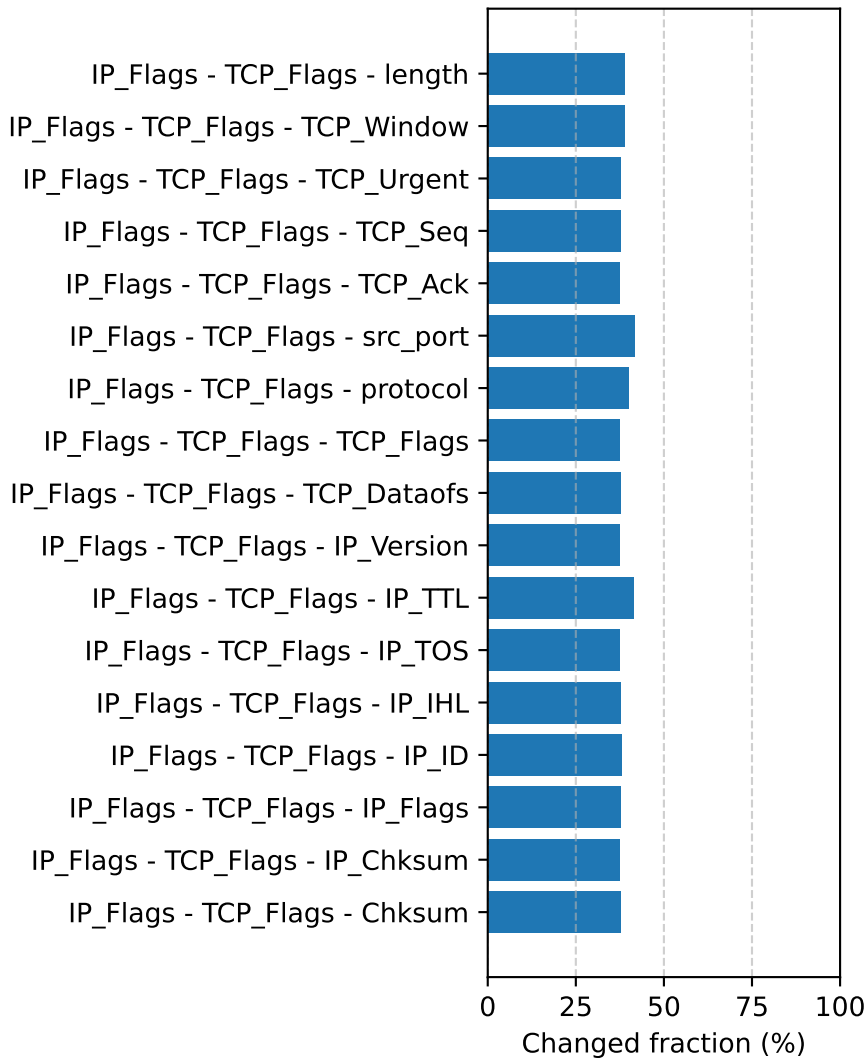 IP_Flags - TCP_Flags - length
IP_Flags - TCP_Flags - TCP_Window
IP_Flags - TCP_Flags - TCP_Urgent
IP_Flags - TCP_Flags - TCP_Seq
IP_Flags - TCP_Flags - TCP_Ack
IP_Flags - TCP_Flags - src_port
IP_Flags - TCP_Flags - protocol
IP_Flags - TCP_Flags - TCP_Flags
IP_Flags - TCP_Flags - TCP_Dataofs
IP_Flags - TCP_Flags - IP_Version
IP_Flags - TCP_Flags - IP_TTL
IP_Flags - TCP_Flags - IP_TOS
IP_Flags - TCP_Flags - IP_IHL
IP_Flags - TCP_Flags - IP_ID
IP_Flags - TCP_Flags - IP_Flags
IP_Flags - TCP_Flags - IP_Chksum
IP_Flags - TCP_Flags - Chksum
0 25 50 75 100
Changed fraction (%)